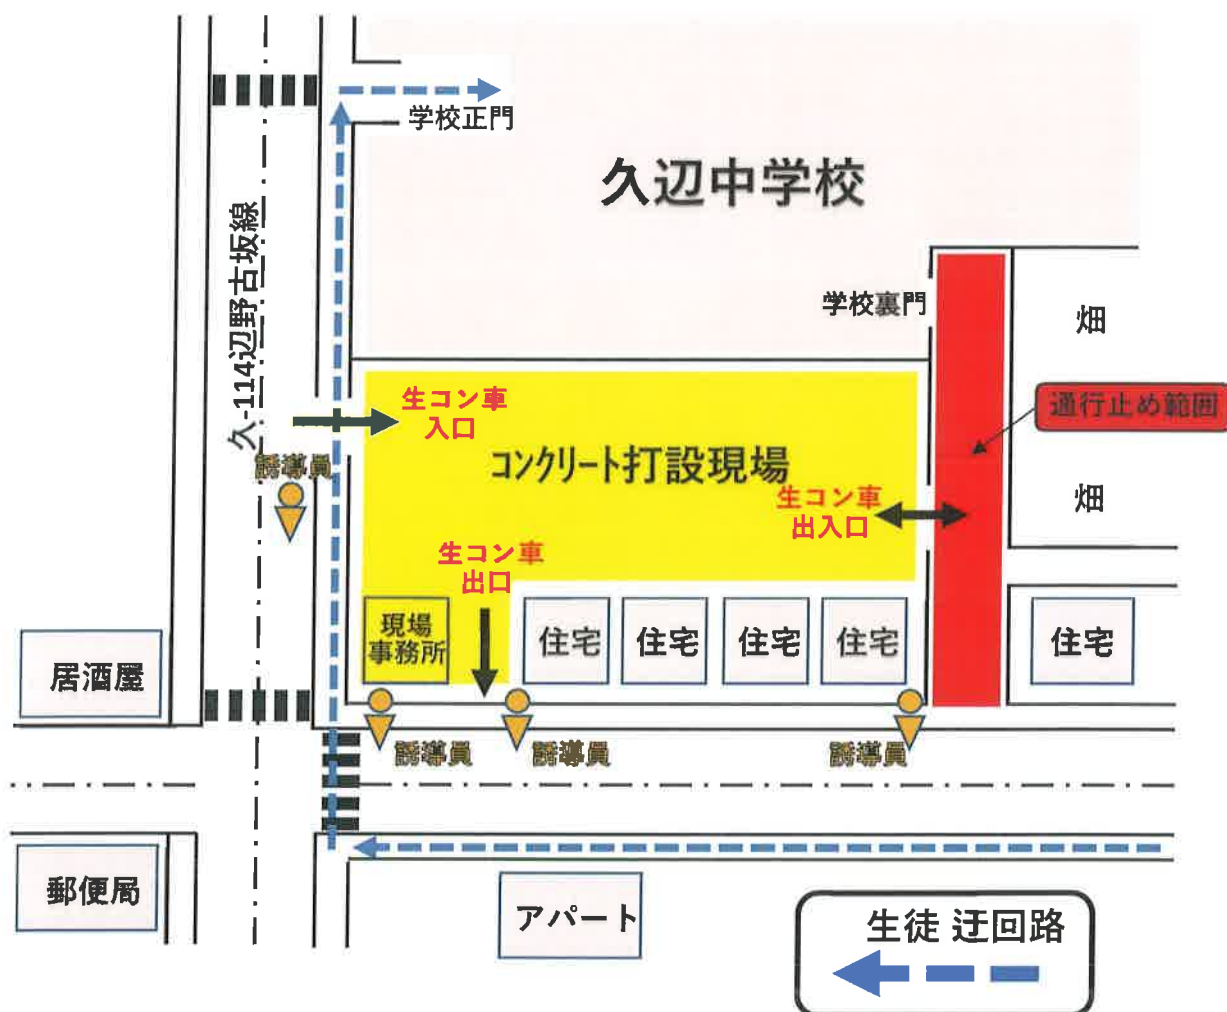 学校正門
久辺中学校
久-114辺野古坂線
学校裏門
畑
通行止め範囲
生コン車
入口
コンクリート打設現場
誘導員
生コン車
出入口
畑
生コン車
出口
現場
事務所
住宅
住宅
住宅
住宅
住宅
居酒屋
誘導員
誘導員
誘導員
郵便局
アパート
生徒 迂回路